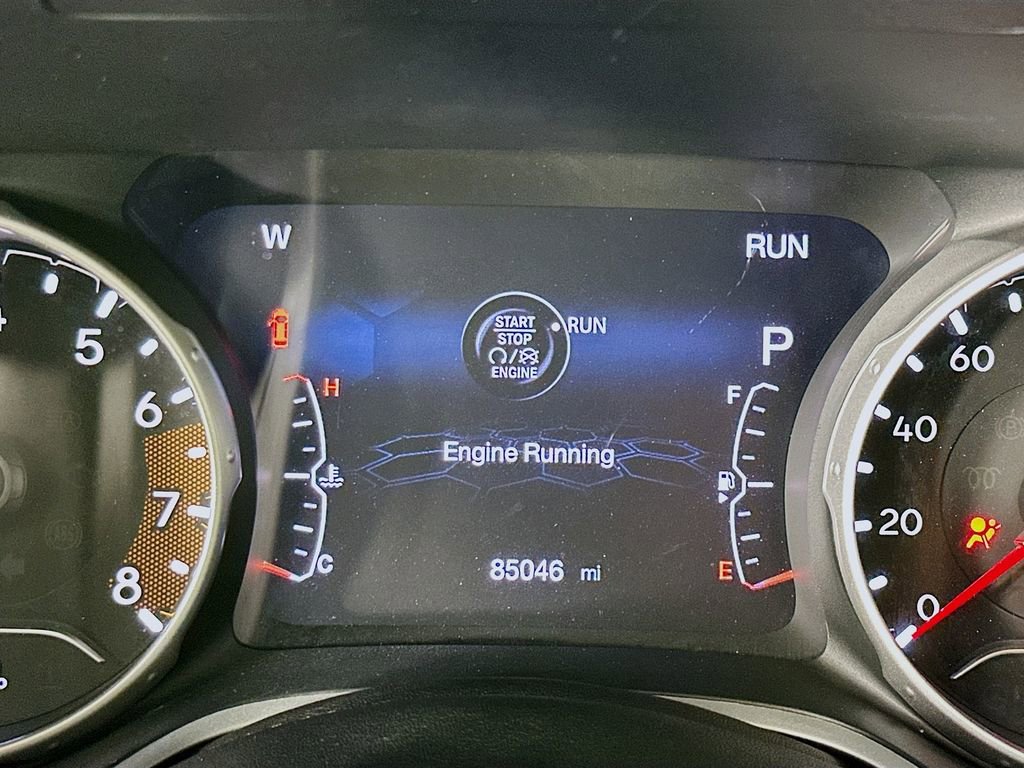 W
RUN
START
STOP
ENGINE
RUN
P
H
F
Engine Running
C
E
85046 mi
5
6
7
8
60
40
20
0